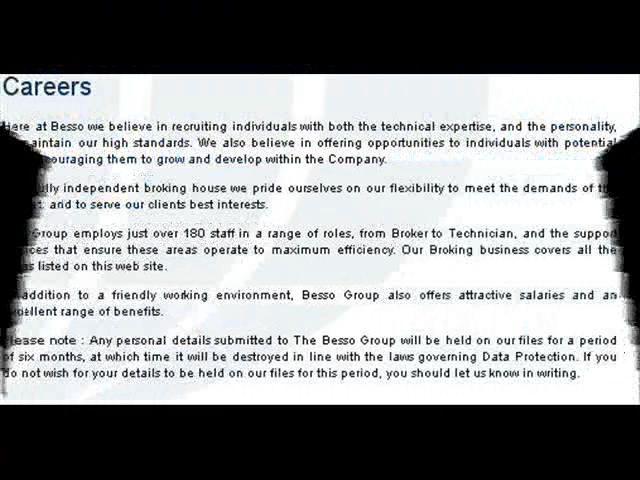 Careers
Here at Besso we believe in recruiting individuals with both the technical expertise, and the personality,
maintain our high standards. We also believe in offering opportunities to individuals with potential
encouraging them to grow and develop within the Company.
fully independent broking house we pride ourselves on our flexibility to meet the demands of
and to serve our clients best interests.
Group employs just over 180 staff in a range of roles, from Broker to Technician, and the support
that ensure these areas operate to maximum efficiency. Our Broking business covers all the
listed on this web site.
addition to a friendly working environment, Besso Group also offers attractive salaries and an
excellent range of benefits.
Please note : Any personal details submitted to The Besso Group will be held on our files for a period
of six months, at which time it will be destroyed in line with the laws governing Data Protection. If you
do not wish for your details to be held on our files for this period, you should let us know in writing.